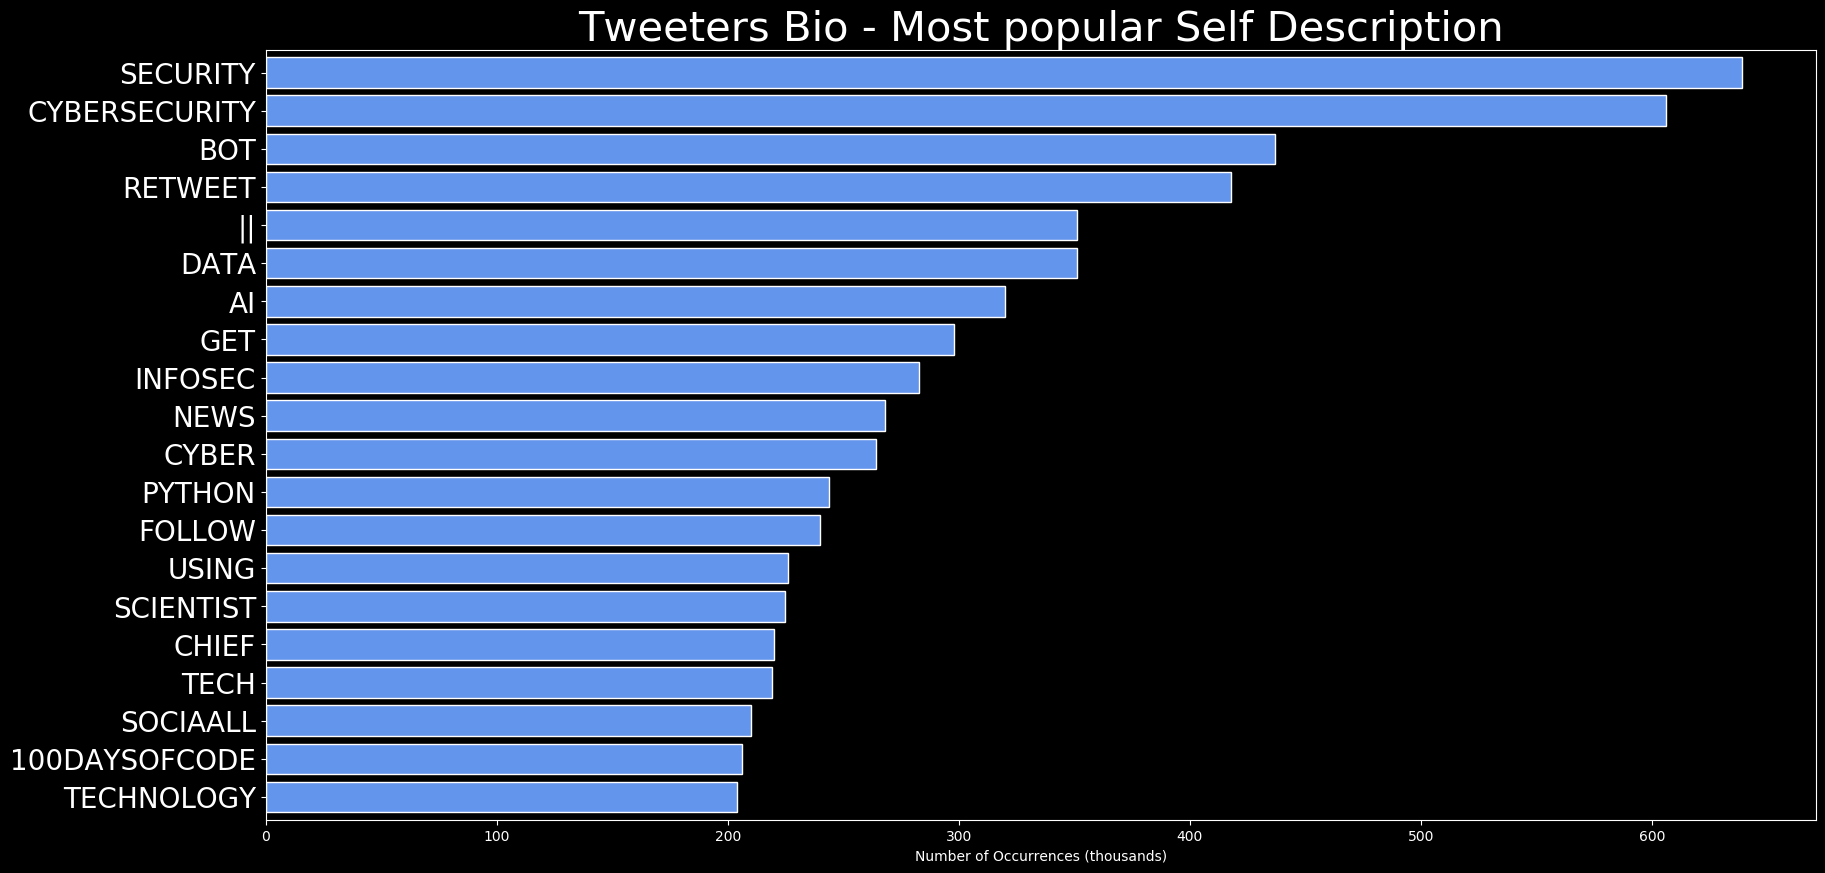 Tweeters Bio - Most popular Self Description
SECURITY
CYBERSECURITY
BOT
RETWEET
||
DATA
AI
GET
INFOSEC
NEWS
CYBER
PYTHON
FOLLOW
USING
SCIENTIST
CHIEF
TECH
SOCIAALL
100DAYSOFCODE
TECHNOLOGY
0 100 200 300 400 500 600
Number of Occurrences (thousands)